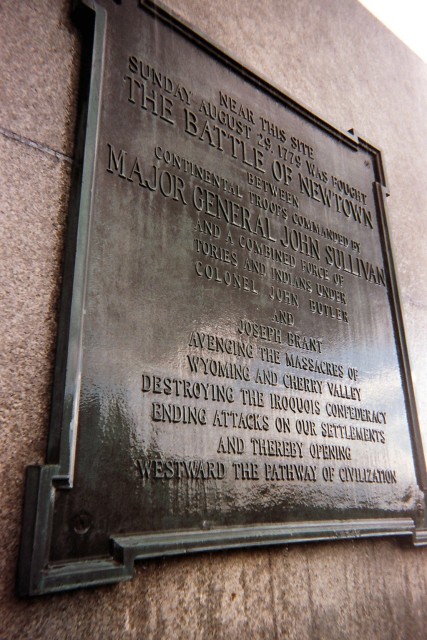 NEAR THIS SITE
SUNDAY AUGUST 29, 1779 WAS FOUGHT
THE BATTLE OF NEWTOWN
BETWEEN
CONTINENTAL TROOPS COMMANDED BY
MAJOR GENERAL JOHN SULLIVAN
AND A COMBINED FORCE OF
TORIES AND INDIANS UNDER
COLONEL JOHN BUTLER
AND
JOSEPH BRANT
AVENGING THE MASSACRES OF
WYOMING AND CHERRY VALLEY
DESTROYING THE IROQUOIS CONFEDERACY
ENDING ATTACKS ON OUR SETTLEMENTS
AND THEREBY OPENING
WESTWARD THE PATHWAY OF CIVILIZATION